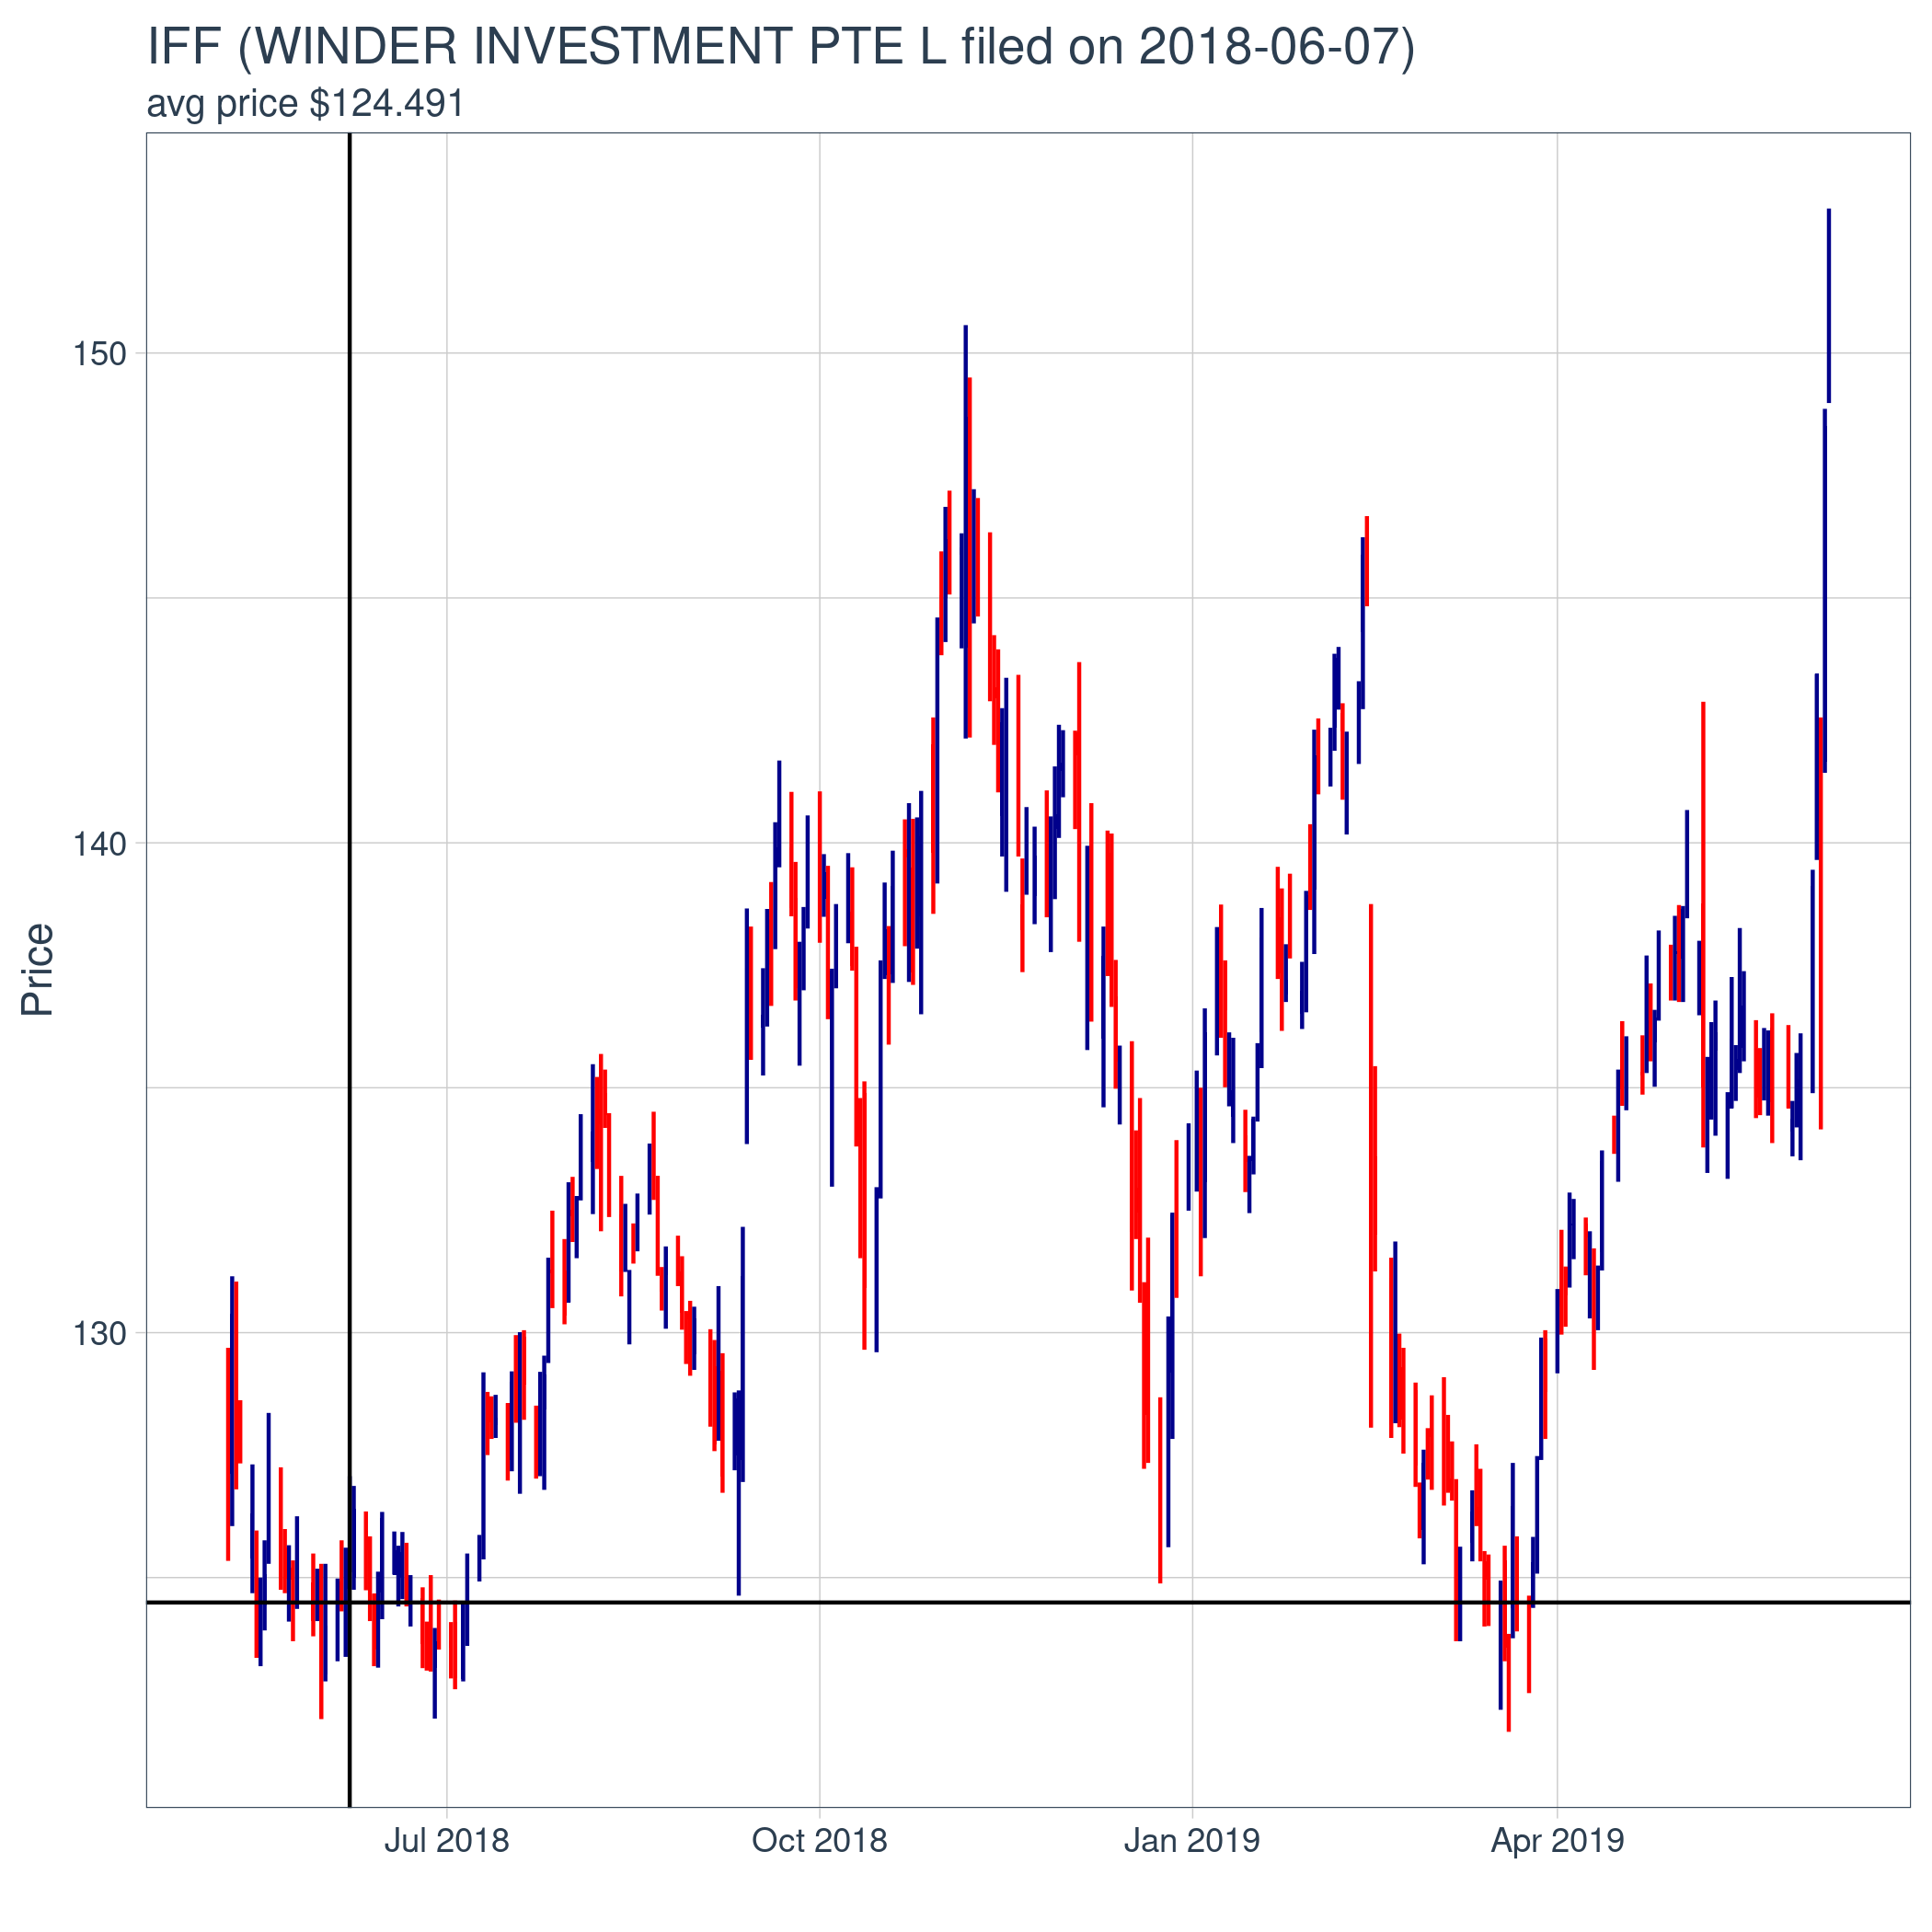 IFF (WINDER INVESTMENT PTE L filed on 2018-06-07)
avg price $124.491
150
140
130
Price
Jul 2018
Oct 2018
Jan 2019
Apr 2019